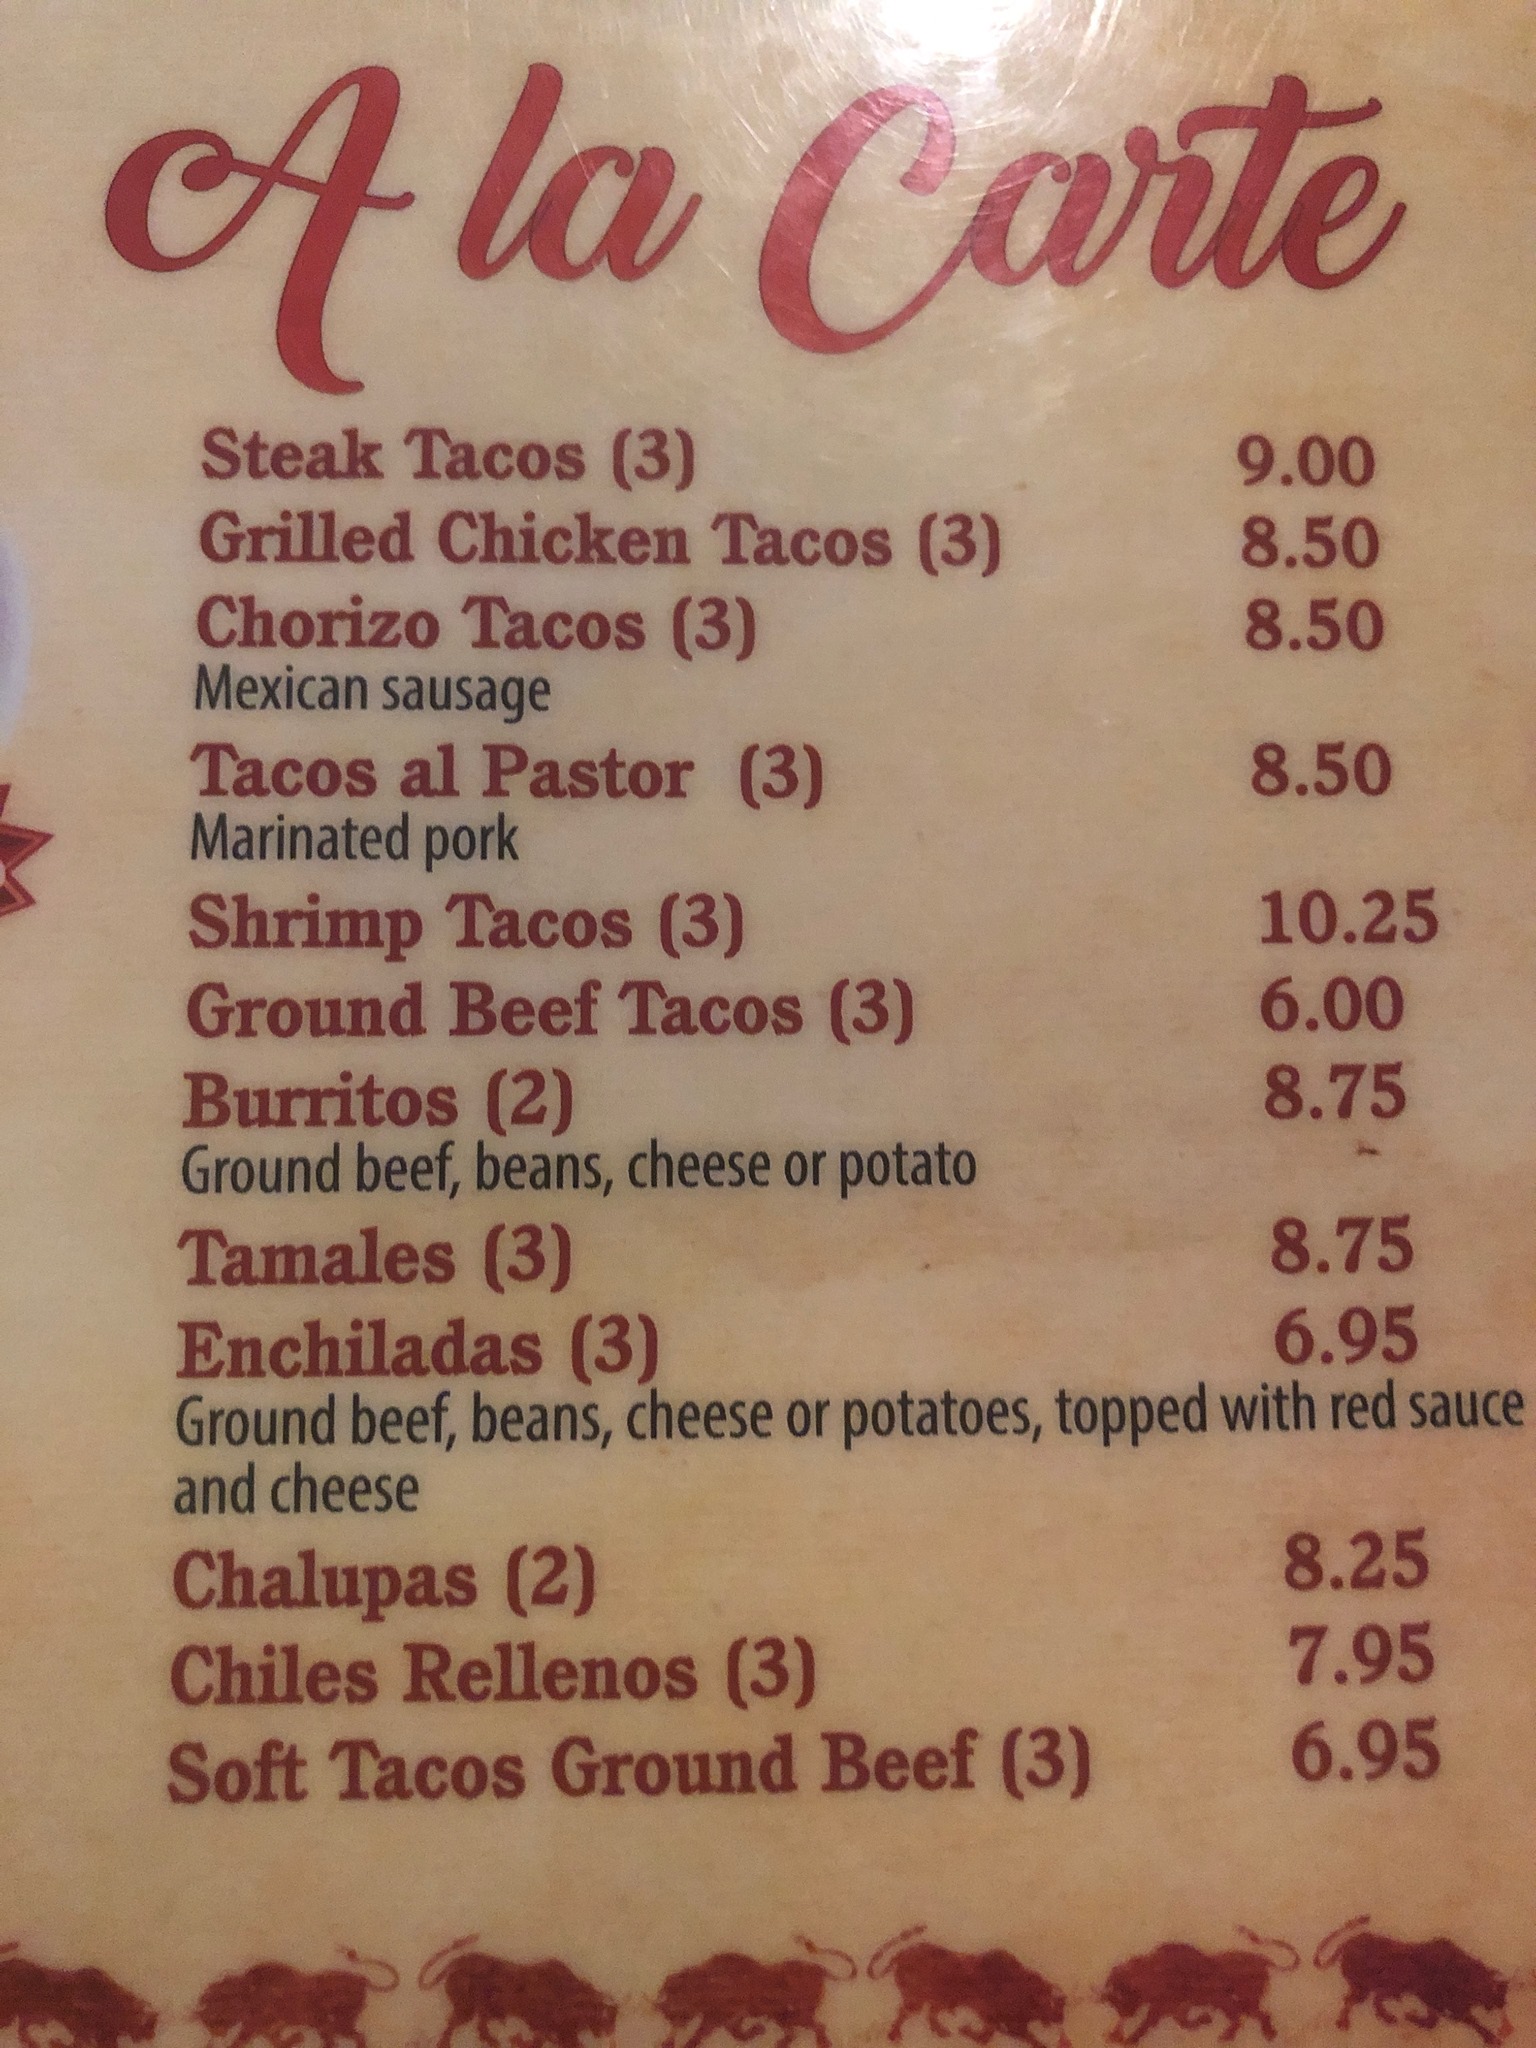 A la Carte
Steak Tacos (3) 9.00
Grilled Chicken Tacos (3) 8.50
Chorizo Tacos (3) 8.50
Mexican sausage
Tacos al Pastor (3) 8.50
Marinated pork
Shrimp Tacos (3) 10.25
Ground Beef Tacos (3) 6.00
Burritos (2) 8.75
Ground beef, beans, cheese or potato
Tamales (3) 8.75
Enchiladas (3) 6.95
Ground beef, beans, cheese or potatoes, topped with red sauce
and cheese
Chalupas (2) 8.25
Chiles Rellenos (3) 7.95
Soft Tacos Ground Beef (3) 6.95